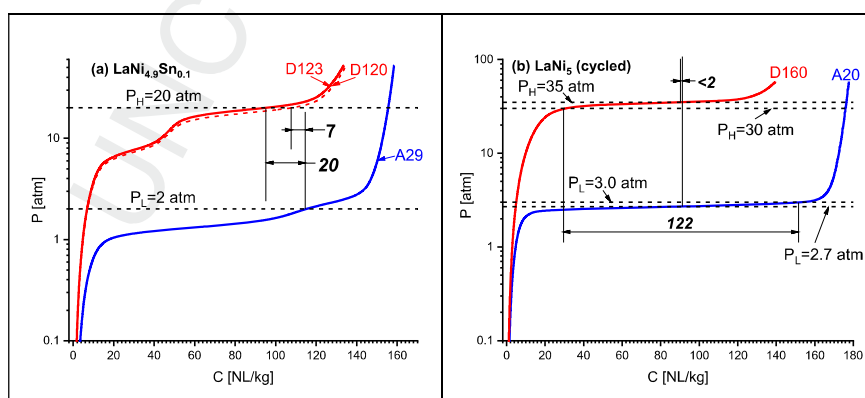 (a) LaNi4.9Sn0.1
D123
D120
PH=20 atm
7
20
A29
PL=2 atm
P [atm]
10
1
0.1
0
20
40
60
80
100
120
140
160
C [NL/kg]
UNC
(b) LaNi5 (cycled)
<2
D160
A20
PH=35 atm
PH=30 atm
PL=3.0 atm
122
PL=2.7 atm
P [atm]
100
10
1
0.1
0
20
40
60
80
100
120
140
160
180
C [NL/kg]